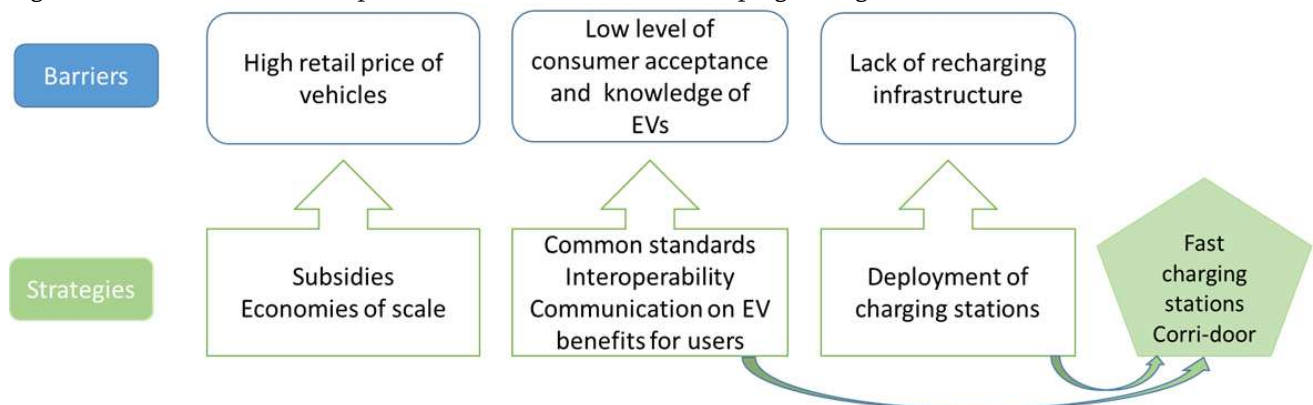 Barriers
High retail price of
vehicles
Low level of
consumer acceptance
and knowledge of
EVs
Lack of recharging
infrastructure
Strategies
Subsidies
Economies of scale
Common standards
Interoperability
Communication on EV
benefits for users
Deployment of
charging stations
Fast
charging
stations
Corri-door